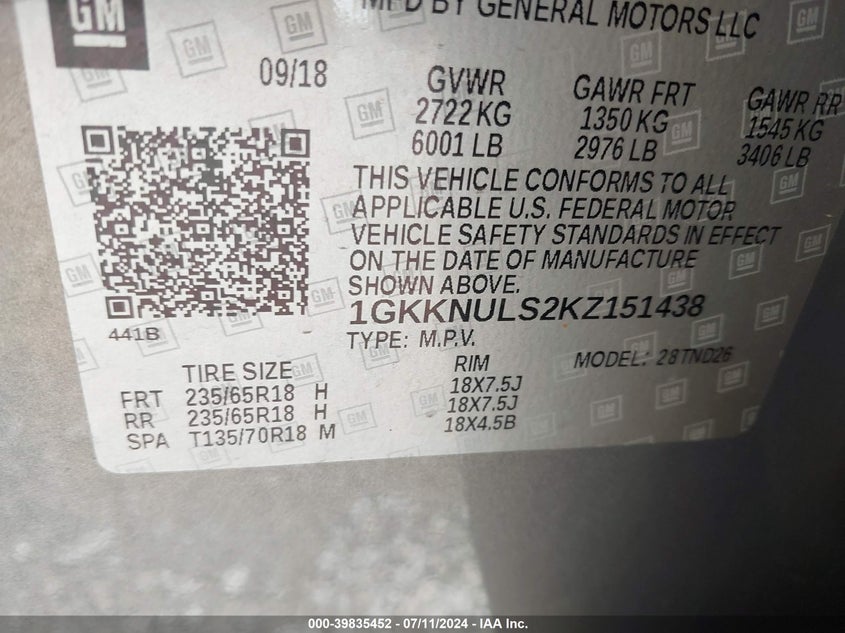 GM
MFD BY GENERAL MOTORS LLC
09/18 GVWR GAWR FRT GAWR RR
2722 KG 1350 KG 1545 KG
6001 LB 2976 LB 3406 LB
THIS VEHICLE CONFORMS TO ALL
APPLICABLE U.S. FEDERAL MOTOR
VEHICLE SAFETY STANDARDS IN EFFECT
ON THE DATE OF MANUFACTURE
SHOWN ABOVE.
1GKKNULS2KZ151438
441B
TYPE: M.P.V. MODEL: 28TND26
TIRE SIZE RIM
FRT 235/65R18 H 18X7.5J
RR 235/65R18 H 18X7.5J
SPA T135/70R18 M 18X4.5B
000-39835452 - 07/11/2024 - IAA Inc.